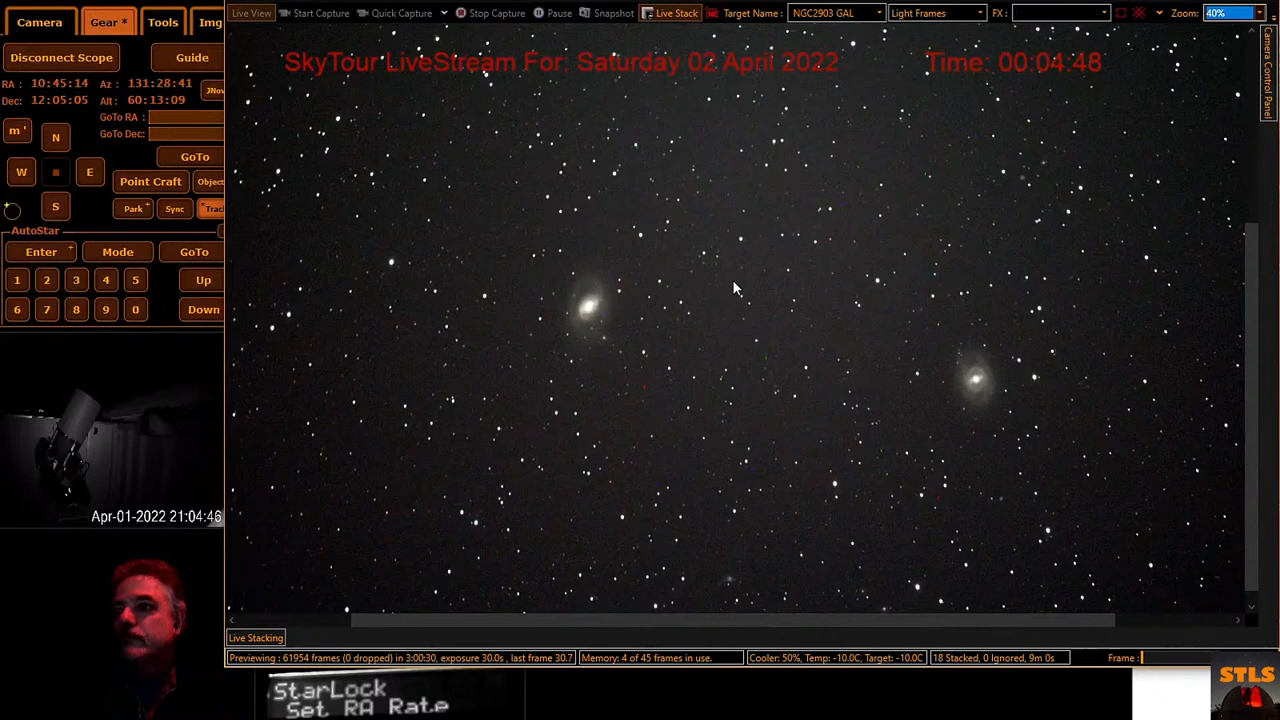 Camera Gear * Tools Img
Live View Start Capture Quick Capture Stop Capture Pause Snapshot Live Stack Target Name : NGC2903 GAL Light Frames FX : Zoom: 40%
Disconnect Scope Guide
RA : 10:45:14 Az : 131:28:41
Dec: 12:05:05 Alt: 60:13:09
JNow
GoTo RA :
GoTo Dec:
m '
N
GoTo
W E
Point Craft Object
S
Park Sync Track
AutoStar
Enter Mode GoTo
1 2 3 4 5 Up
6 7 8 9 0 Down
SkyTour LiveStream For: Saturday 02 April 2022 Time: 00:04:48
Camera Control Panel
Apr-01-2022 21:04:46
Live Stacking
Previewing : 61954 frames (0 dropped) in 3:00:30, exposure 30.0s , last frame 30.7
Memory: 4 of 45 frames in use.
Cooler: 50%, Temp: -10.0C, Target: -10.0C
18 Stacked, 0 Ignored, 9m 0s
Frame :
StarLock
Set RA Rate
STLS